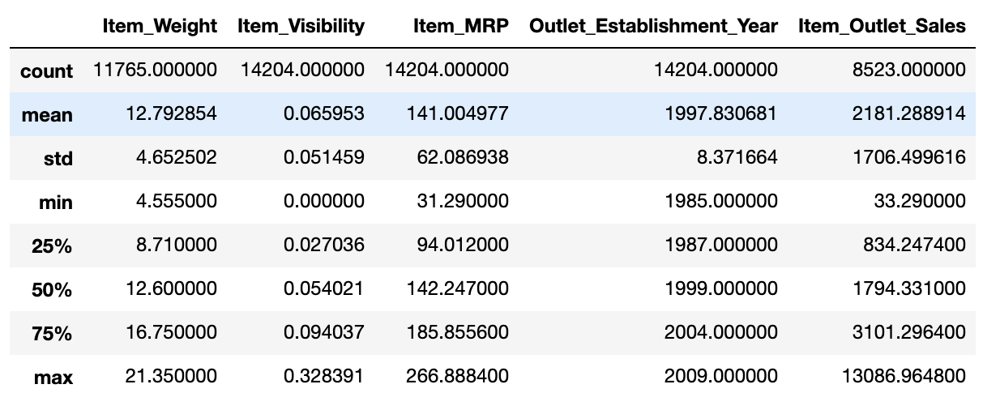 Item_Weight Item_Visibility Item_MRP Outlet_Establishment_Year Item_Outlet_Sales
count 11765.000000 14204.000000 14204.000000 14204.000000 8523.000000
mean 12.792854 0.065953 141.004977 1997.830681 2181.288914
std 4.652502 0.051459 62.086938 8.371664 1706.499616
min 4.555000 0.000000 31.290000 1985.000000 33.290000
25% 8.710000 0.027036 94.012000 1987.000000 834.247400
50% 12.600000 0.054021 142.247000 1999.000000 1794.331000
75% 16.750000 0.094037 185.855600 2004.000000 3101.296400
max 21.350000 0.328391 266.888400 2009.000000 13086.964800